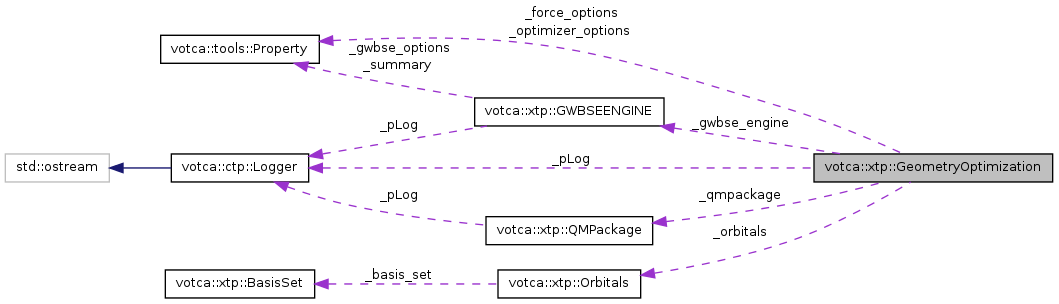 _force_options
_optimizer_options
votca::tools::Property
_gwbse_options
_summary
votca::xtp::GWBSEENGINE
_pLog
_gwbse_engine
std::ostream
votca::ctp::Logger
_pLog
votca::xtp::GeometryOptimization
_pLog
_qmpackage
votca::xtp::QMPackage
_orbitals
votca::xtp::BasisSet
_basis_set
votca::xtp::Orbitals